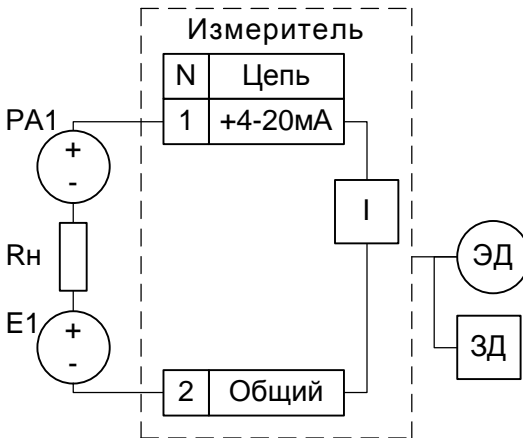 Измеритель
N Цепь
1 +4-20мА
PA1
+
-
I
Rн
ЭД
E1
+
-
ЗД
2 Общий